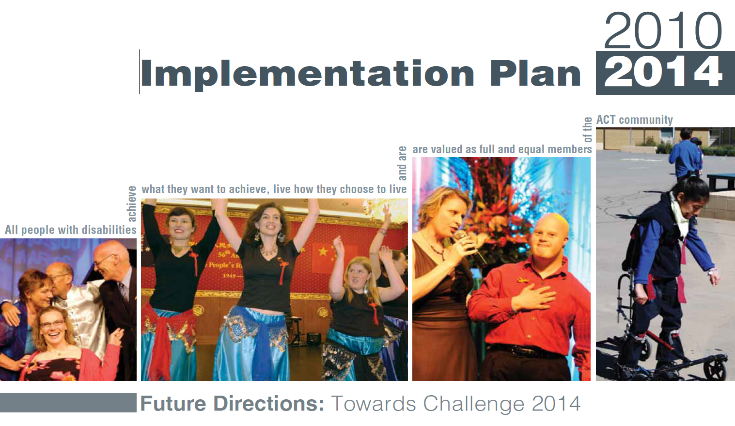 2010
Implementation Plan 2014
All people with disabilities
achieve
what they want to achieve, live how they choose to live
and are
are valued as full and equal members
of the
ACT community
Future Directions: Towards Challenge 2014